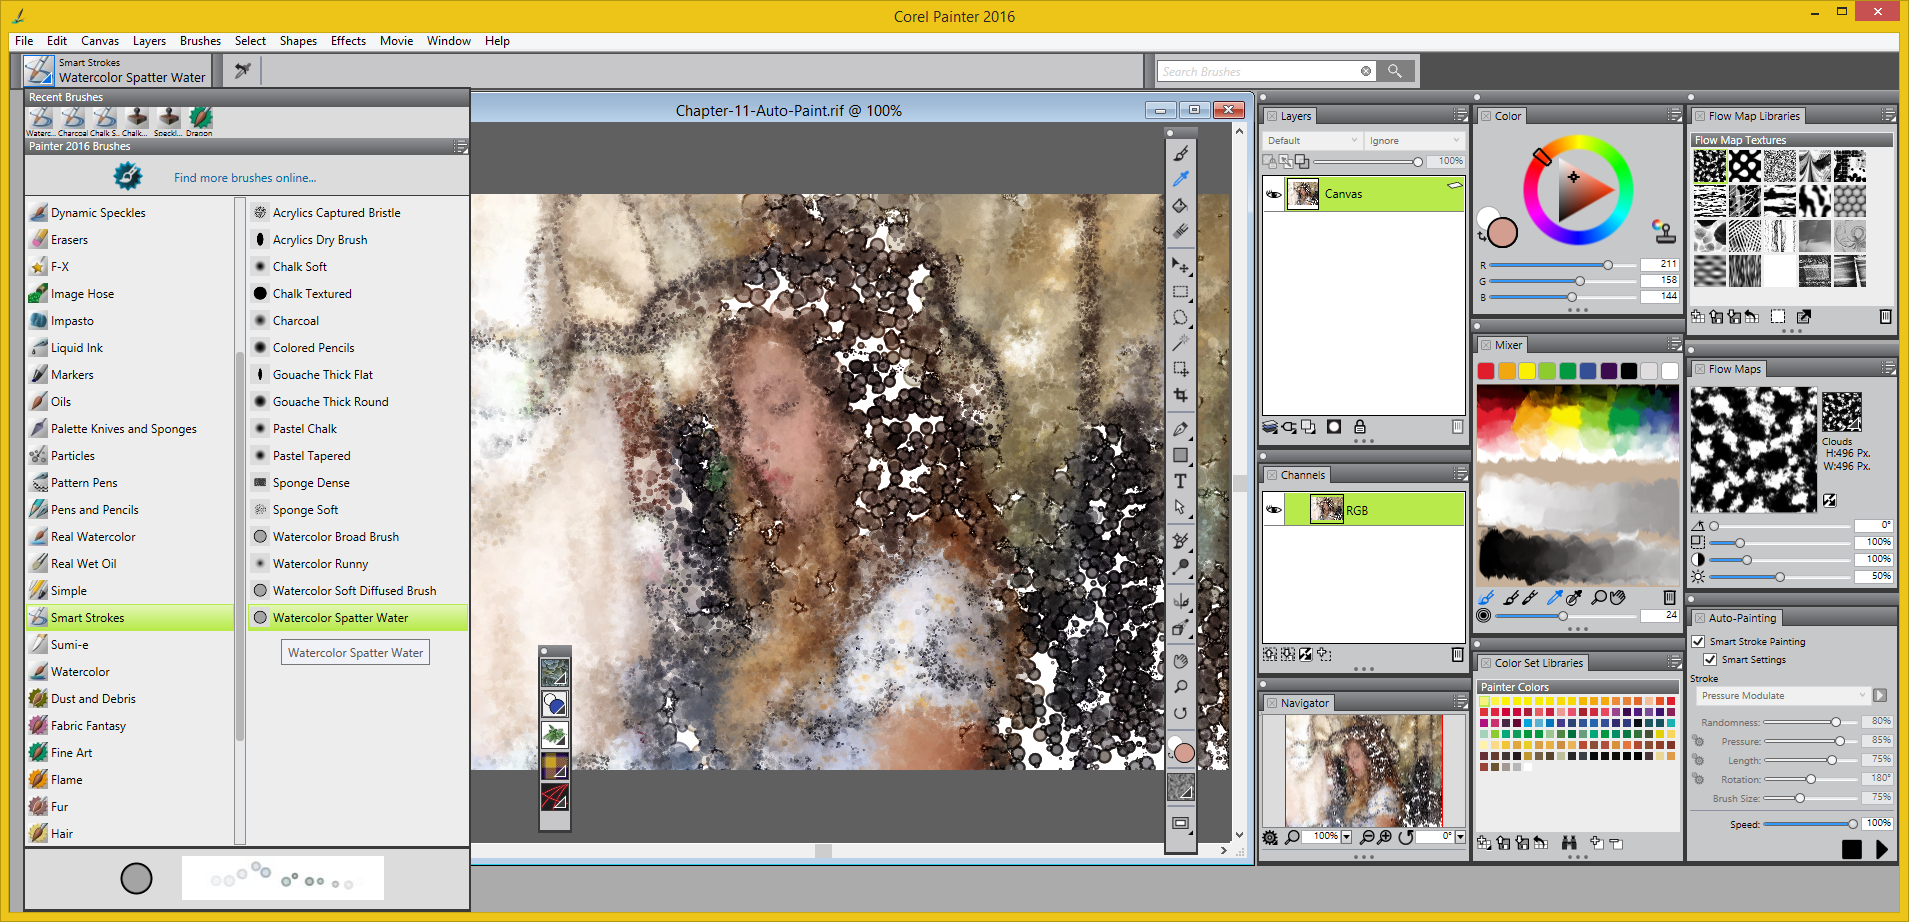 Corel Painter 2016
File Edit Canvas Layers Brushes Select Shapes Effects Movie Window Help
Smart Strokes
Watercolor Spatter Water
Search Brushes
Recent Brushes
Waterc... Charcoal Chalk S... Chalk... Speckl... Dragon
Painter 2016 Brushes
Find more brushes online...
Dynamic Speckles
Erasers
F-X
Image Hose
Impasto
Liquid Ink
Markers
Oils
Palette Knives and Sponges
Particles
Pattern Pens
Pens and Pencils
Real Watercolor
Real Wet Oil
Simple
Smart Strokes
Sumi-e
Watercolor
Dust and Debris
Fabric Fantasy
Fine Art
Flame
Fur
Hair
Acrylics Captured Bristle
Acrylics Dry Brush
Chalk Soft
Chalk Textured
Charcoal
Colored Pencils
Gouache Thick Flat
Gouache Thick Round
Pastel Chalk
Pastel Tapered
Sponge Dense
Sponge Soft
Watercolor Broad Brush
Watercolor Runny
Watercolor Soft Diffused Brush
Watercolor Spatter Water
Watercolor Spatter Water
Chapter-11-Auto-Paint.rif @ 100%
T
Layers
Default Ignore
100%
Canvas
Channels
RGB
Navigator
100% 0°
Color
R 211
G 158
B 144
Mixer
24
Color Set Libraries
Painter Colors
Flow Map Libraries
Flow Map Textures
Flow Maps
Clouds
H:496 Px.
W:496 Px.
0°
100%
100%
50%
Auto-Painting
Smart Stroke Painting
Smart Settings
Stroke
Pressure Modulate
Randomness: 80%
Pressure: 85%
Length: 75%
Rotation: 180°
Brush Size: 75%
Speed: 100%